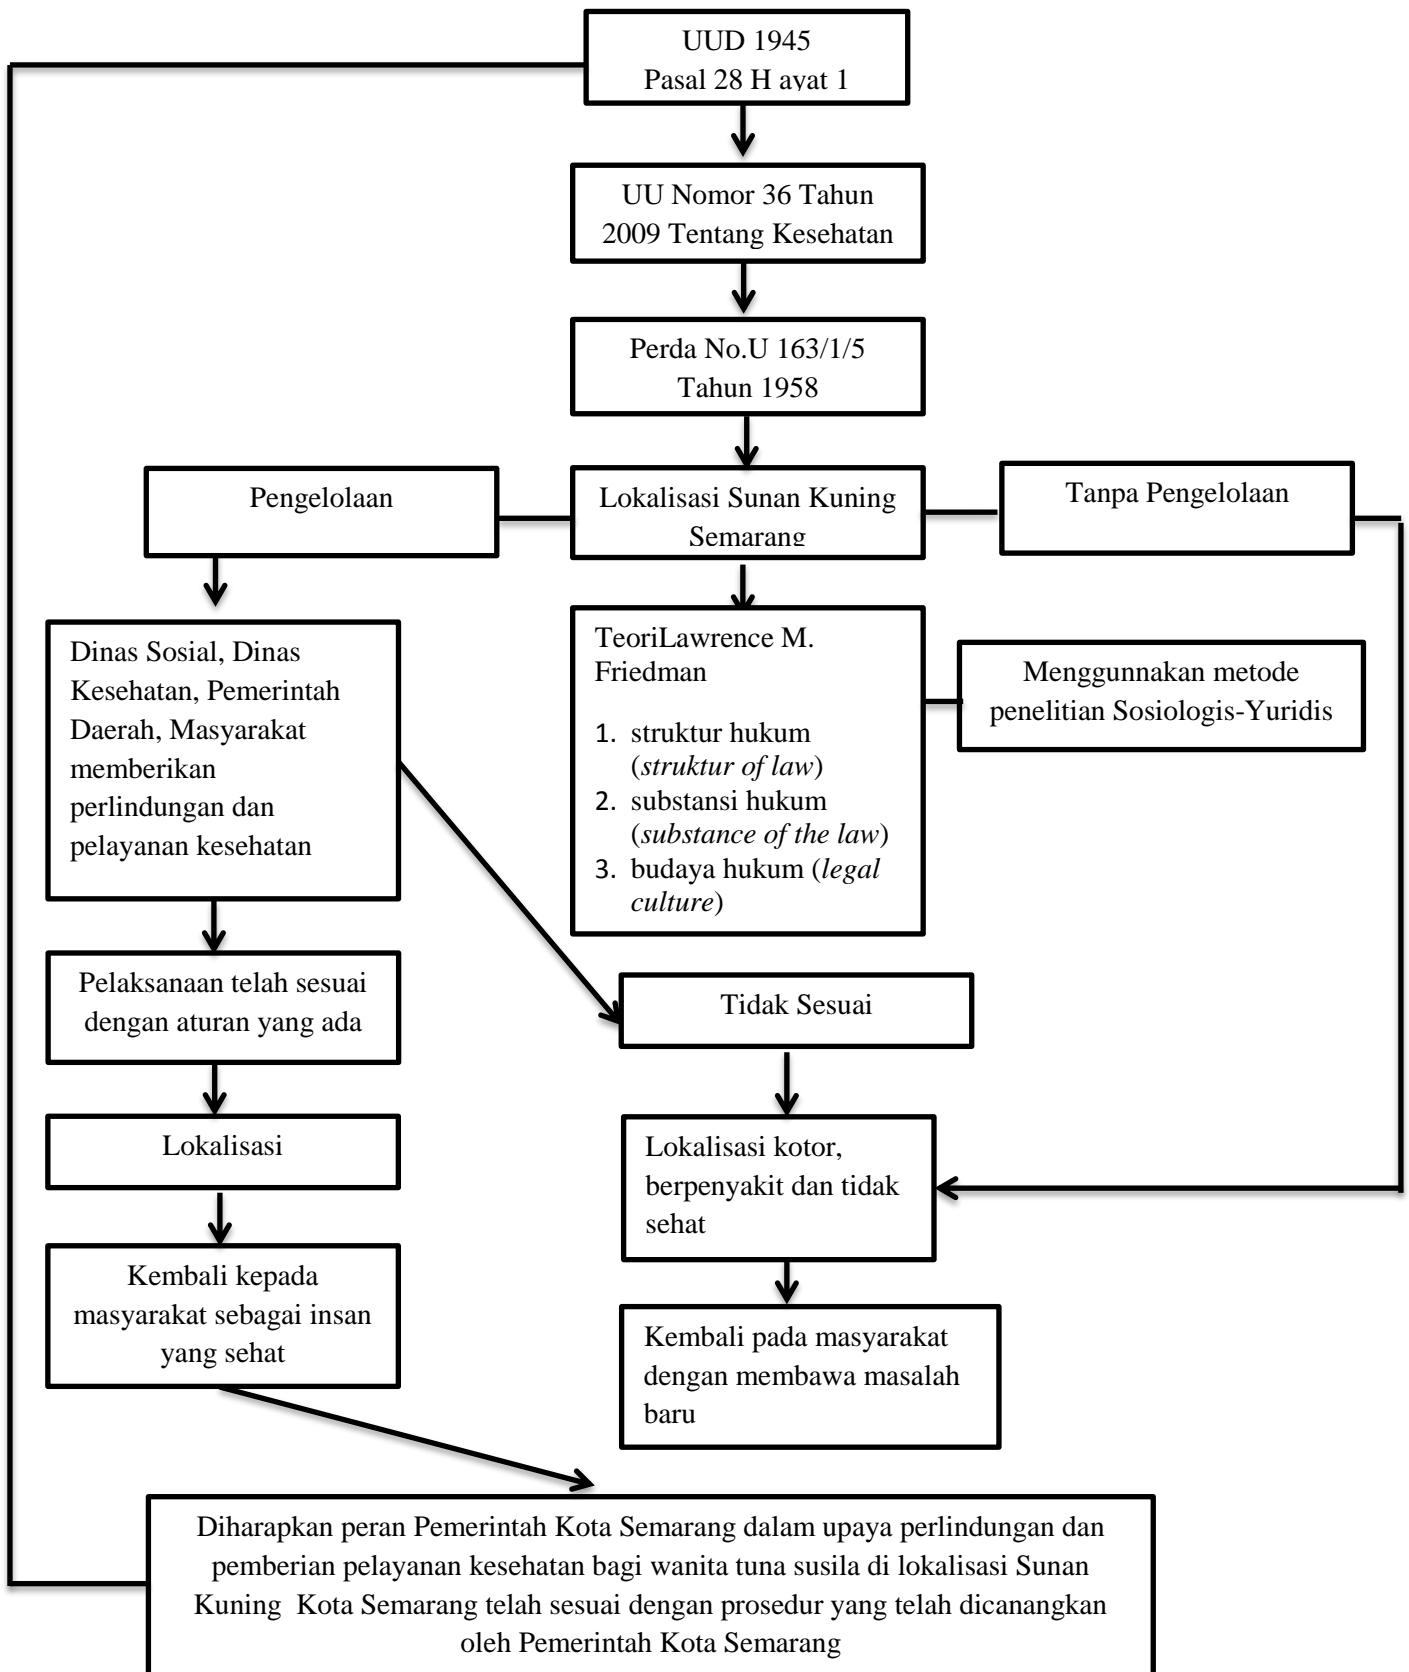 UUD 1945
Pasal 28 H ayat 1
UU Nomor 36 Tahun
2009 Tentang Kesehatan
Perda No.U 163/1/5
Tahun 1958
Pengelolaan
Lokalisasi Sunan Kuning
Semarang
Tanpa Pengelolaan
Dinas Sosial, Dinas
Kesehatan, Pemerintah
Daerah, Masyarakat
memberikan
perlindungan dan
pelayanan kesehatan
TeoriLawrence M.
Friedman
1. struktur hukum
(struktur of law)
2. substansi hukum
(substance of the law)
3. budaya hukum (legal
culture)
Menggunnakan metode
penelitian Sosiologis-Yuridis
Pelaksanaan telah sesuai
dengan aturan yang ada
Tidak Sesuai
Lokalisasi
Lokalisasi kotor,
berpenyakit dan tidak
sehat
Kembali kepada
masyarakat sebagai insan
yang sehat
Kembali pada masyarakat
dengan membawa masalah
baru
Diharapkan peran Pemerintah Kota Semarang dalam upaya perlindungan dan
pemberian pelayanan kesehatan bagi wanita tuna susila di lokalisasi Sunan
Kuning Kota Semarang telah sesuai dengan prosedur yang telah dicanangkan
oleh Pemerintah Kota Semarang